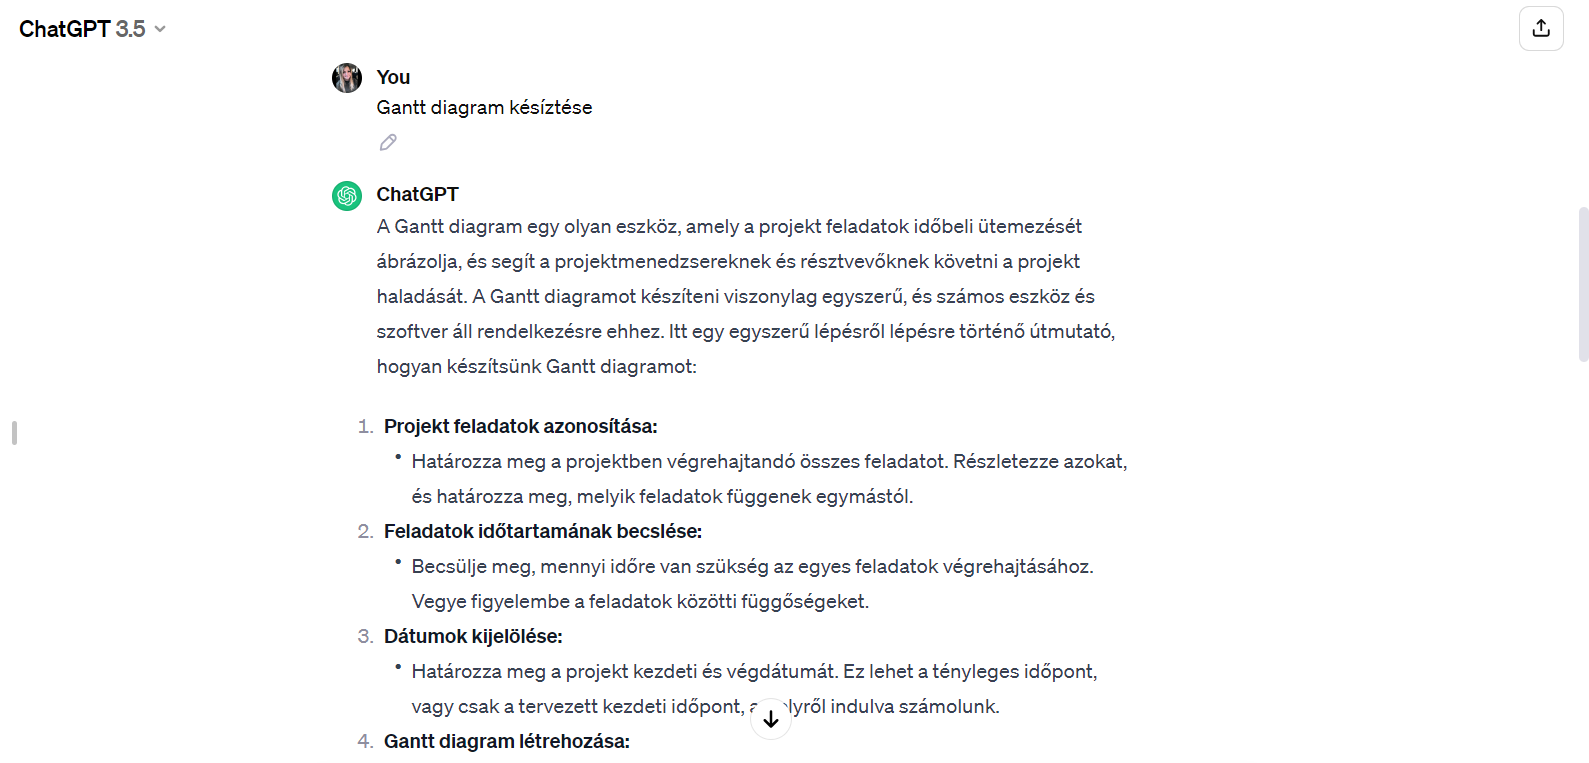 ChatGPT 3.5
You
Gantt diagram késíztése
ChatGPT
A Gantt diagram egy olyan eszköz, amely a projekt feladatok időbeli ütemezését
ábrázolja, és segít a projektmenedzsereknek és résztvevőknek követni a projekt
haladását. A Gantt diagramot készíteni viszonylag egyszerű, és számos eszköz és
szoftver áll rendelkezésre ehhez. Itt egy egyszerű lépésről lépésre történő útmutató,
hogyan készítsünk Gantt diagramot:
1. Projekt feladatok azonosítása:
• Határozza meg a projektben végrehajtandó összes feladatot. Részletezze azokat,
és határozza meg, melyik feladatok függenek egymástól.
2. Feladatok időtartamának becslése:
• Becsülje meg, mennyi időre van szükség az egyes feladatok végrehajtásához.
Vegye figyelembe a feladatok közötti függőségeket.
3. Dátumok kijelölése:
• Határozza meg a projekt kezdeti és végdátumát. Ez lehet a tényleges időpont,
vagy csak a tervezett kezdeti időpont, amelyről indulva számolunk.
4. Gantt diagram létrehozása: